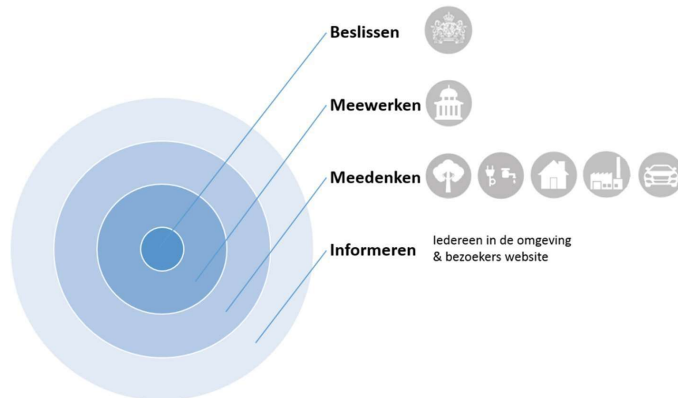 Beslissen
Meewerken
Meedenken
Informeren
Iedereen in de omgeving
& bezoekers website